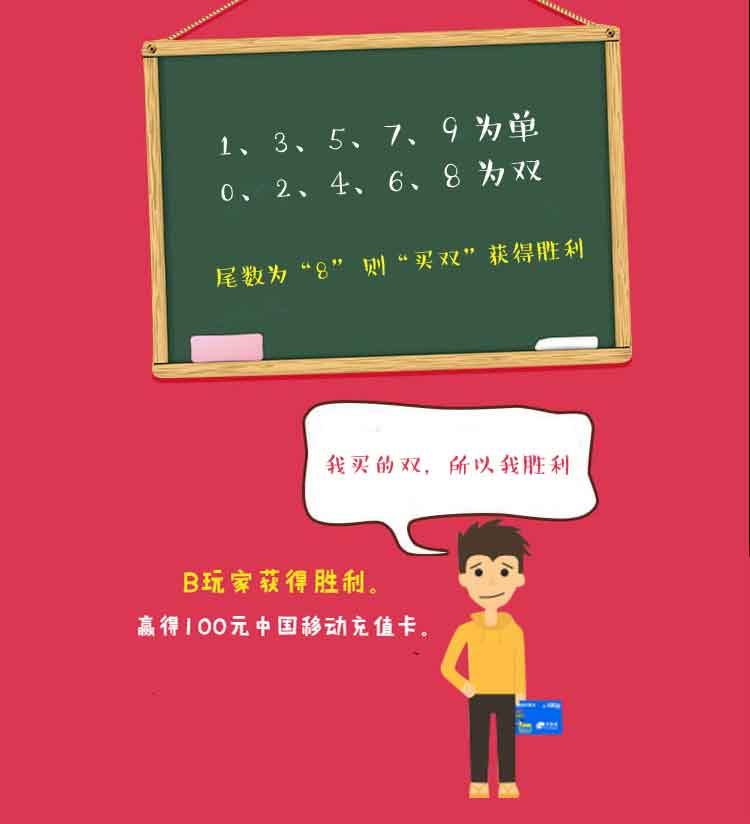 1、3、5、7、9 为单
0、2、4、6、8 为双
尾数为“8” 则“买双”获得胜利
我买的双，所以我胜利
B玩家获得胜利。
赢得100元中国移动充值卡。